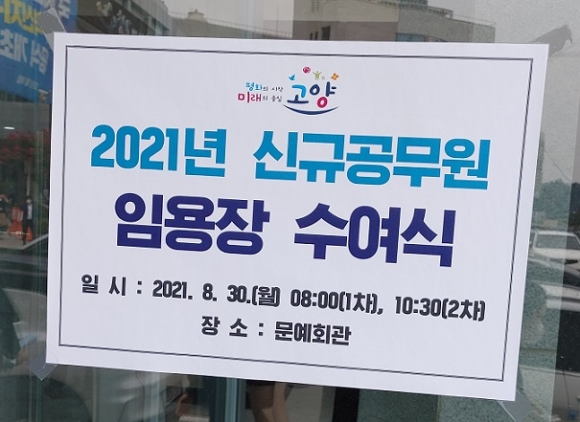 평화의 시작
미래의 중심
고양
2021년 신규공무원
임용장 수여식
일 시 : 2021. 8. 30.(월) 08:00(1차), 10:30(2차)
장 소 : 문예회관